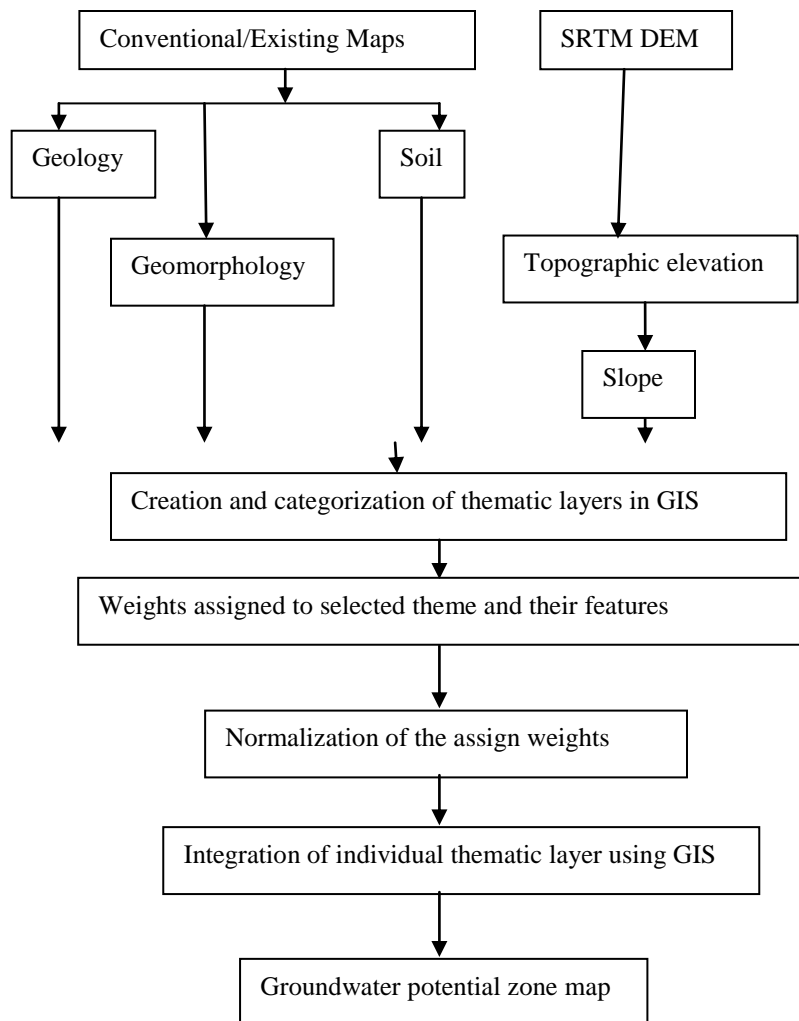 Conventional/Existing Maps
SRTM DEM
Geology
Soil
Geomorphology
Topographic elevation
Slope
Creation and categorization of thematic layers in GIS
Weights assigned to selected theme and their features
Normalization of the assign weights
Integration of individual thematic layer using GIS
Groundwater potential zone map